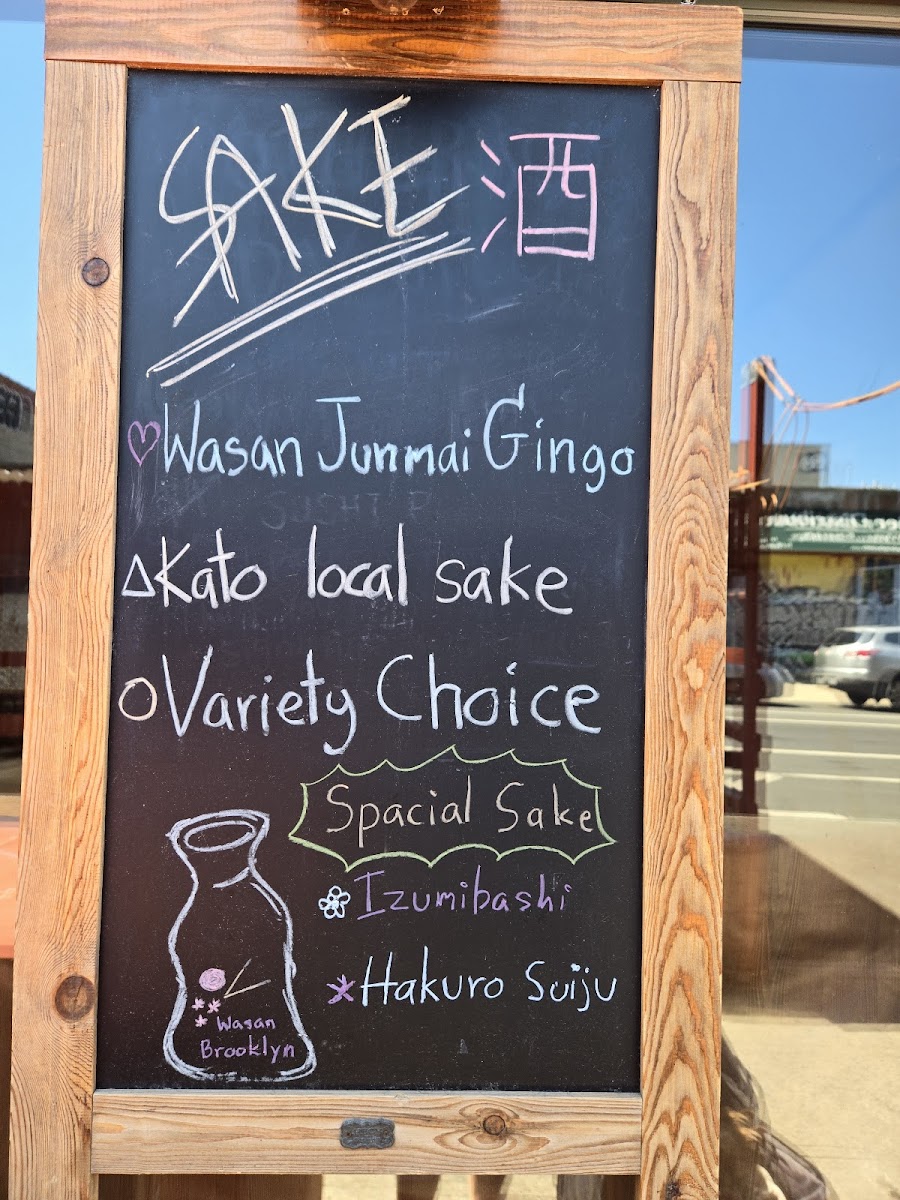 SAKE 酒
♡Wasan Junmai Gingo
△Kato local sake
○Variety Choice
Spacial Sake
Izumibashi
*Hakuro Suiju
Wasan
Brooklyn